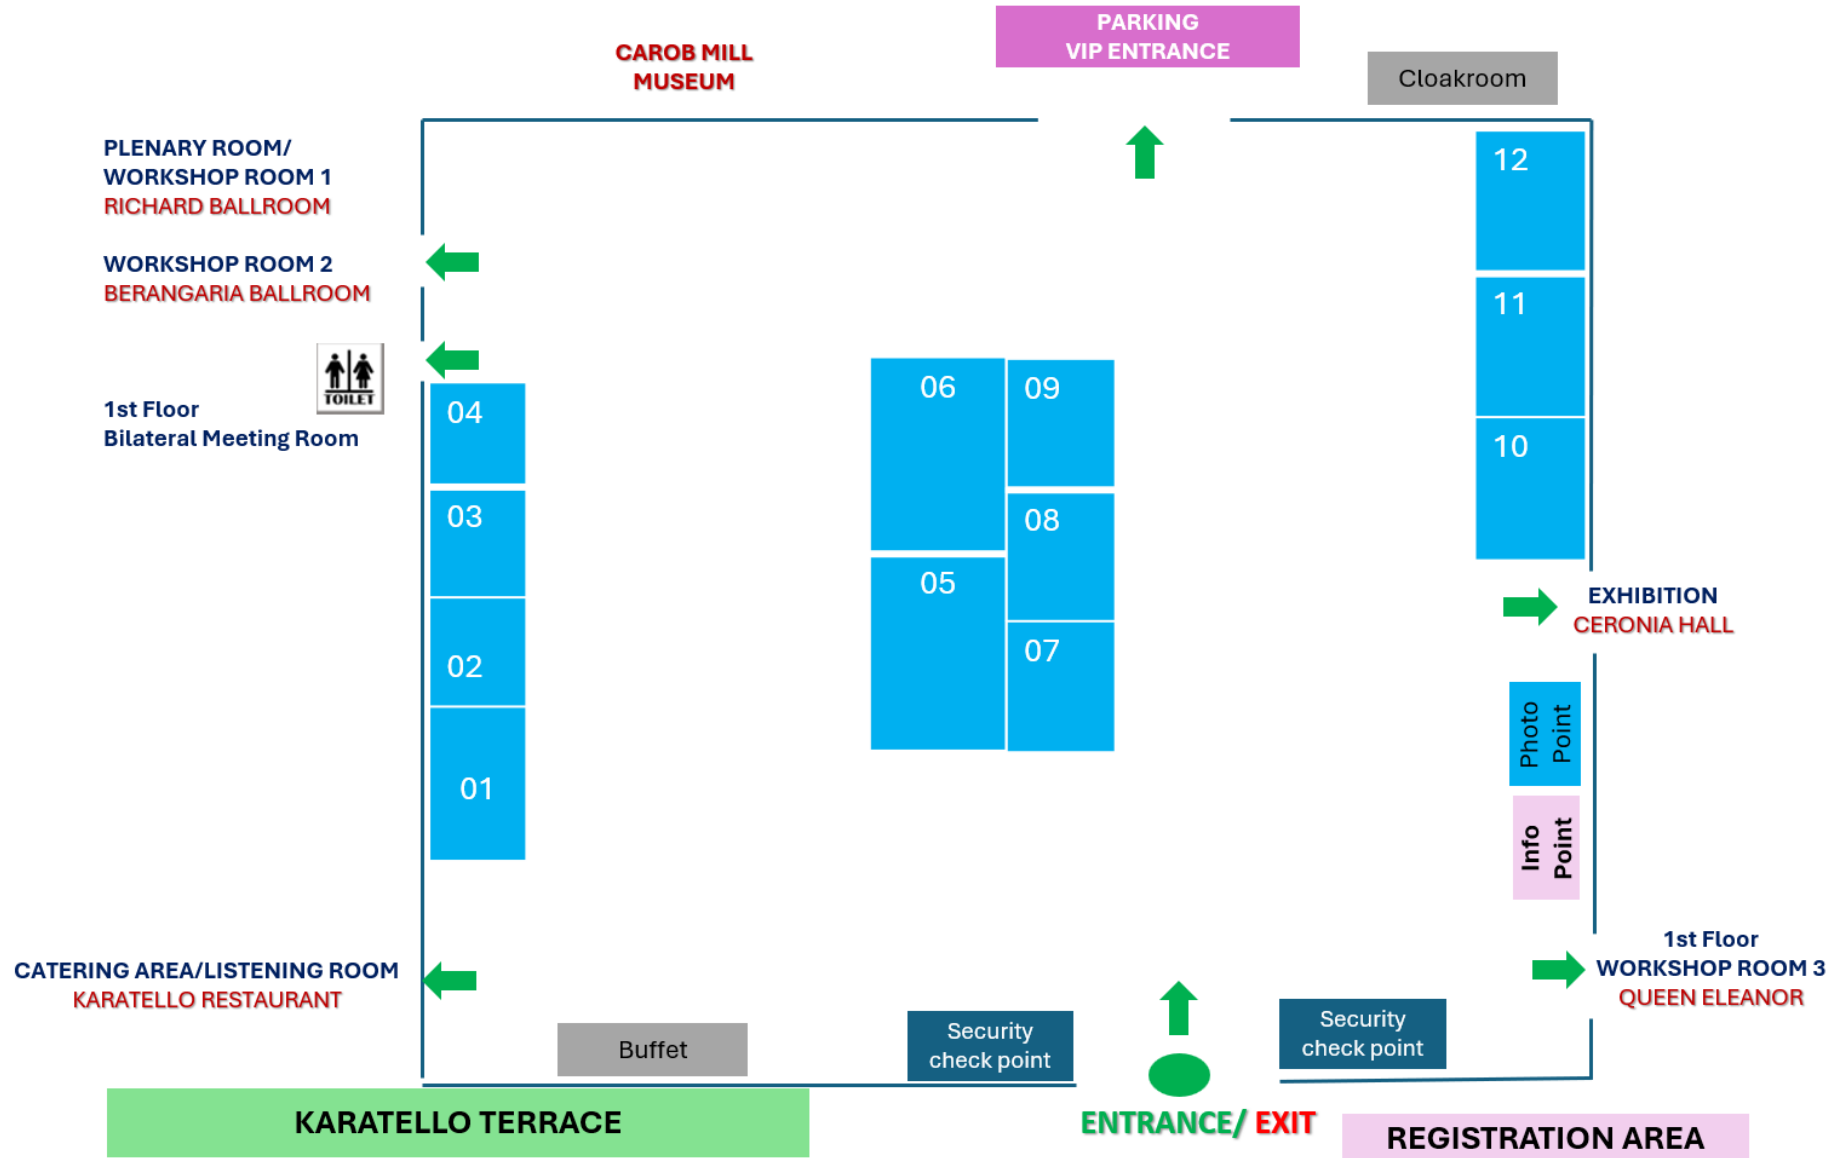 PARKING
VIP ENTRANCE
CAROB MILL
MUSEUM
Cloakroom
PLENARY ROOM/
WORKSHOP ROOM 1
RICHARD BALLROOM
WORKSHOP ROOM 2
BERANGARIA BALLROOM
TOILET
1st Floor
Bilateral Meeting Room
04
03
02
01
06
05
09
08
07
12
11
10
EXHIBITION
CERONIA HALL
Photo
Point
Info
Point
1st Floor
WORKSHOP ROOM 3
QUEEN ELEANOR
CATERING AREA/LISTENING ROOM
KARATELLO RESTAURANT
Buffet
Security
check point
Security
check point
KARATELLO TERRACE
ENTRANCE/ EXIT
REGISTRATION AREA